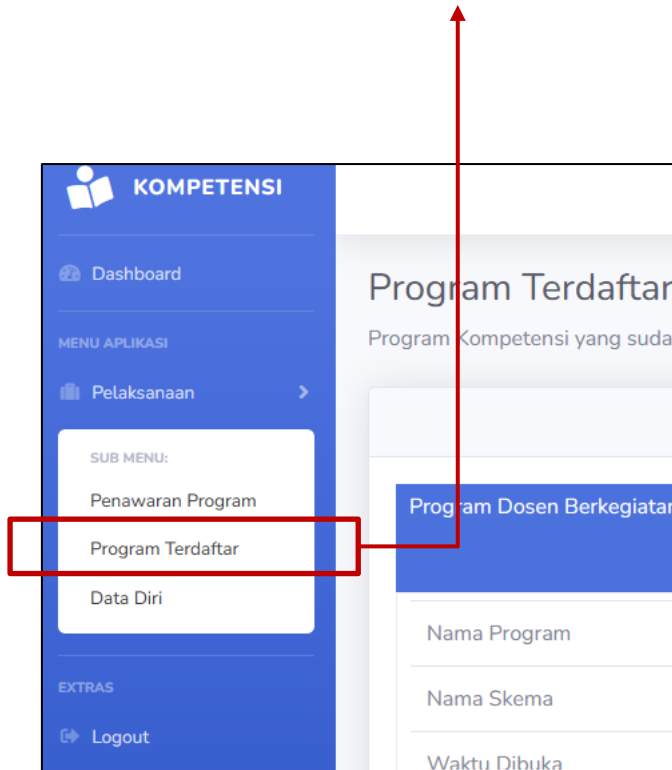 KOMPETENSI
Dashboard
MENU APLIKASI
Pelaksanaan
SUB MENU:
Penawaran Program
Program Terdaftar
Data Diri
EXTRAS
Logout
Program Terdaftar
Program Kompetensi yang suda
Program Dosen Berkegiatan
Nama Program
Nama Skema
Waktu Dibuka